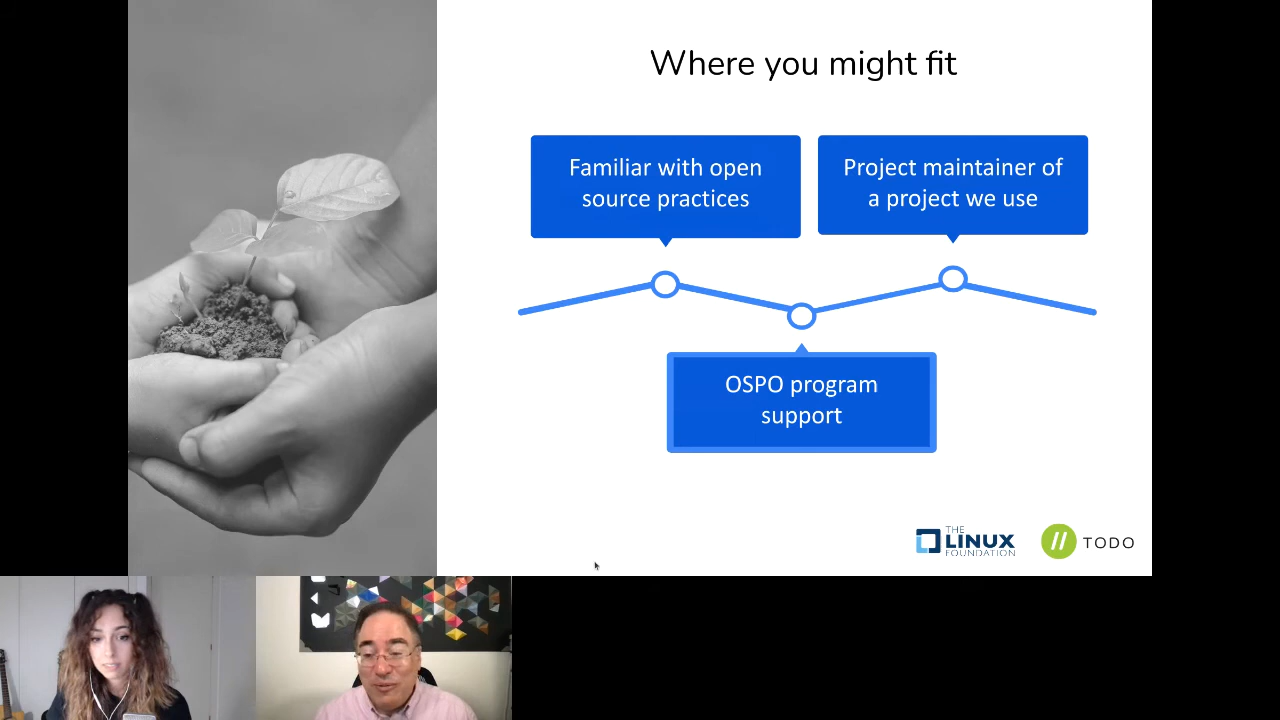 Where you might fit
Familiar with open
source practices
Project maintainer of
a project we use
OSPO program
support
THE
LINUX
FOUNDATION
TODO